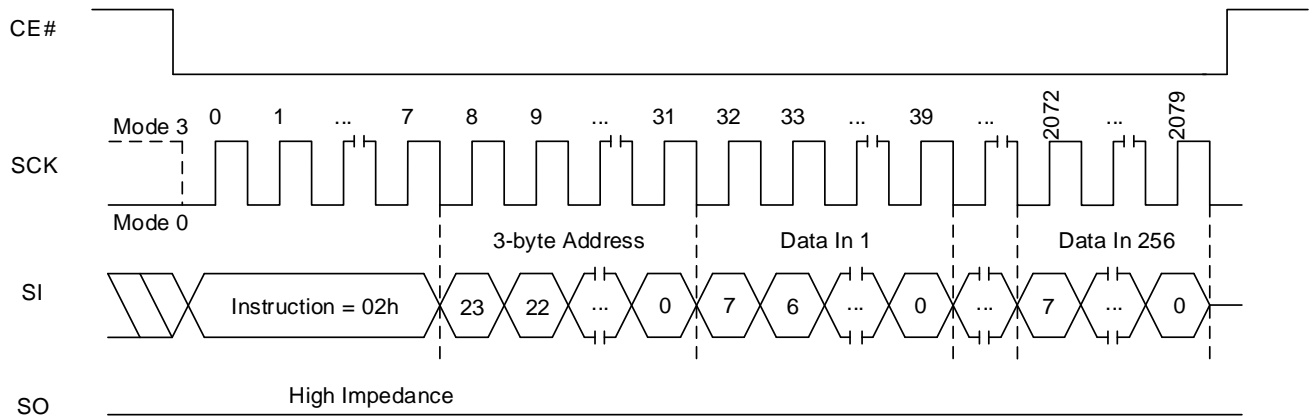 CE#
0 1 ... 7 8 9 ... 31 32 33 ... 39 ... 2072 ... 2079
Mode 3
SCK
Mode 0
3-byte Address Data In 1 Data In 256
SI Instruction = 02h 23 22 ... 0 7 6 ... 0 ... 7 ... 0
High Impedance
SO